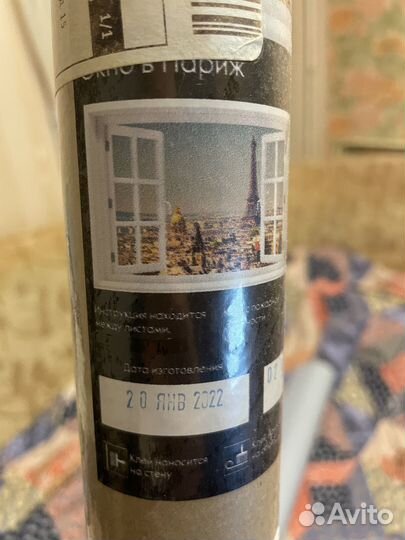 1/1
Окно в Париж
Инструкция находится
между листами.
Дата изготовления
20 ЯНВ 2022
Клей наносится
на стену
Avito